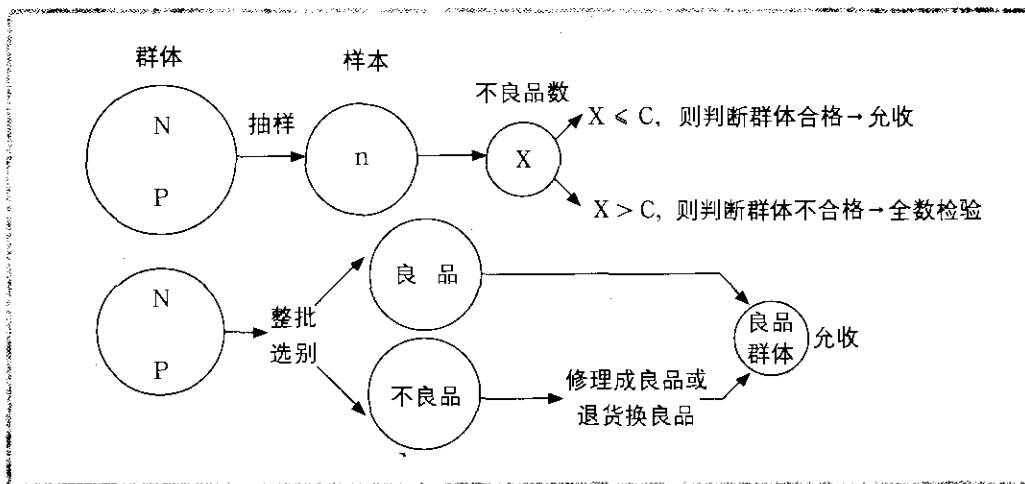 群体
样本
不良品数
N
P
抽样
n
X
X ≤ C, 则判断群体合格→允收
X > C, 则判断群体不合格→全数检验
N
P
整批
选别
良 品
不良品
修理成良品或
退货换良品
良品
群体
允收